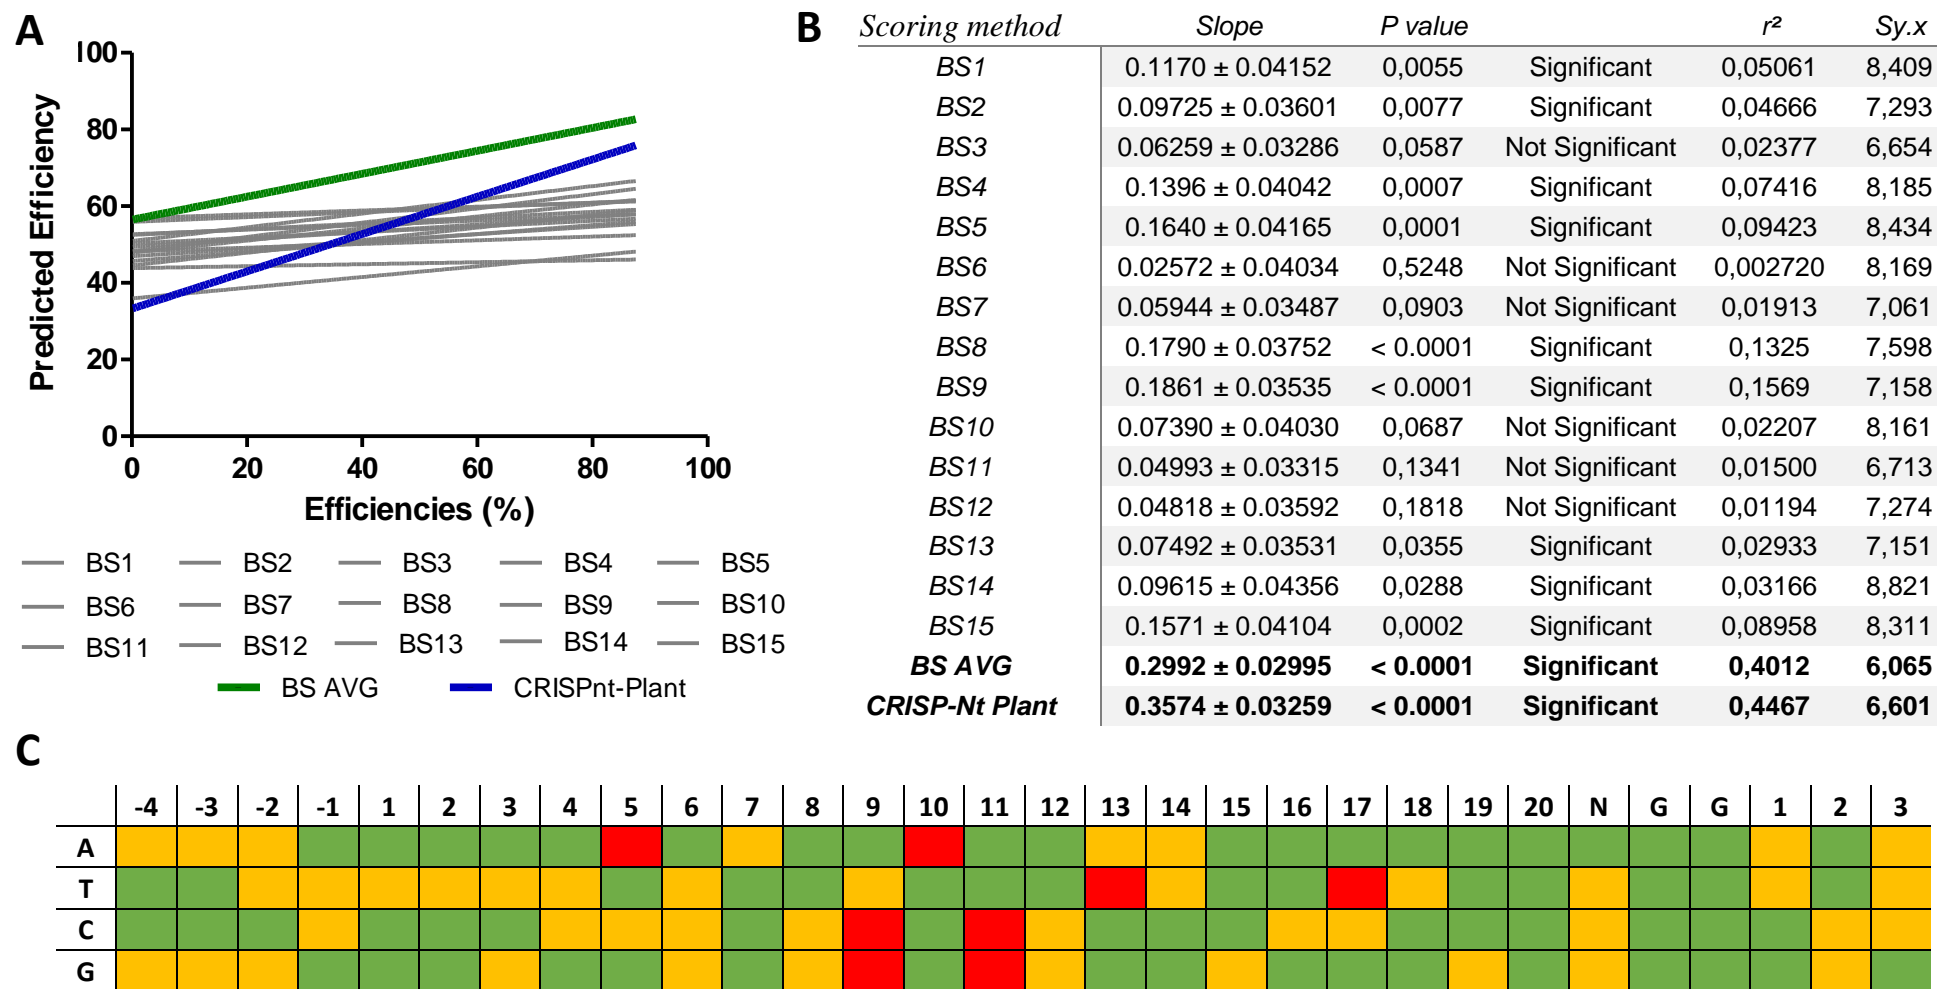 A
100
80
60
40
20
0
0 20 40 60 80 100
Predicted Efficiency
Efficiencies (%)
BS1 BS2 BS3 BS4 BS5
BS6 BS7 BS8 BS9 BS10
BS11 BS12 BS13 BS14 BS15
BS AVG CRISPnt-Plant
B
Scoring method Slope P value r² Sy.x
BS1 0.1170 ± 0.04152 0,0055 Significant 0,05061 8,409
BS2 0.09725 ± 0.03601 0,0077 Significant 0,04666 7,293
BS3 0.06259 ± 0.03286 0,0587 Not Significant 0,02377 6,654
BS4 0.1396 ± 0.04042 0,0007 Significant 0,07416 8,185
BS5 0.1640 ± 0.04165 0,0001 Significant 0,09423 8,434
BS6 0.02572 ± 0.04034 0,5248 Not Significant 0,002720 8,169
BS7 0.05944 ± 0.03487 0,0903 Not Significant 0,01913 7,061
BS8 0.1790 ± 0.03752 < 0.0001 Significant 0,1325 7,598
BS9 0.1861 ± 0.03535 < 0.0001 Significant 0,1569 7,158
BS10 0.07390 ± 0.04030 0,0687 Not Significant 0,02207 8,161
BS11 0.04993 ± 0.03315 0,1341 Not Significant 0,01500 6,713
BS12 0.04818 ± 0.03592 0,1818 Not Significant 0,01194 7,274
BS13 0.07492 ± 0.03531 0,0355 Significant 0,02933 7,151
BS14 0.09615 ± 0.04356 0,0288 Significant 0,03166 8,821
BS15 0.1571 ± 0.04104 0,0002 Significant 0,08958 8,311
BS AVG 0.2992 ± 0.02995 < 0.0001 Significant 0,4012 6,065
CRISP-Nt Plant 0.3574 ± 0.03259 < 0.0001 Significant 0,4467 6,601
C
-4 -3 -2 -1 1 2 3 4 5 6 7 8 9 10 11 12 13 14 15 16 17 18 19 20 N G G 1 2 3
A
T
C
G